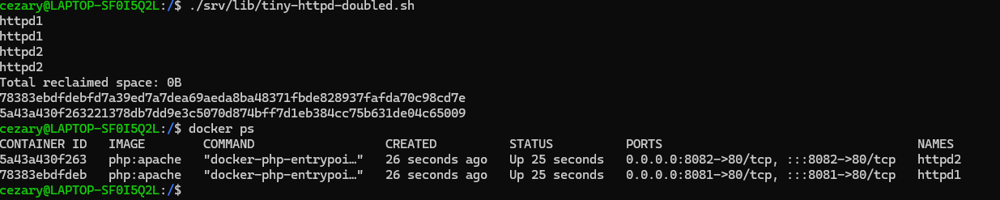 cezary@LAPTOP-SF0I5Q2L:/$ ./srv/lib/tiny-httpd-doubled.sh
httpd1
httpd1
httpd2
httpd2
Total reclaimed space: 0B
78383ebdfdebfd7a39ed7a7dea69aeda8ba48371fbde828937fafda70c98cd7e
5a43a430f263221378db7dd9e3c5070d874bff7d1eb384cc75b631de04c65009
cezary@LAPTOP-SF0I5Q2L:/$ docker ps
CONTAINER ID   IMAGE        COMMAND                  CREATED          STATUS          PORTS                                   NAMES
5a43a430f263   php:apache   "docker-php-entrypoi…"   26 seconds ago   Up 25 seconds   0.0.0.0:8082->80/tcp, :::8082->80/tcp   httpd2
78383ebdfdeb   php:apache   "docker-php-entrypoi…"   26 seconds ago   Up 25 seconds   0.0.0.0:8081->80/tcp, :::8081->80/tcp   httpd1
cezary@LAPTOP-SF0I5Q2L:/$